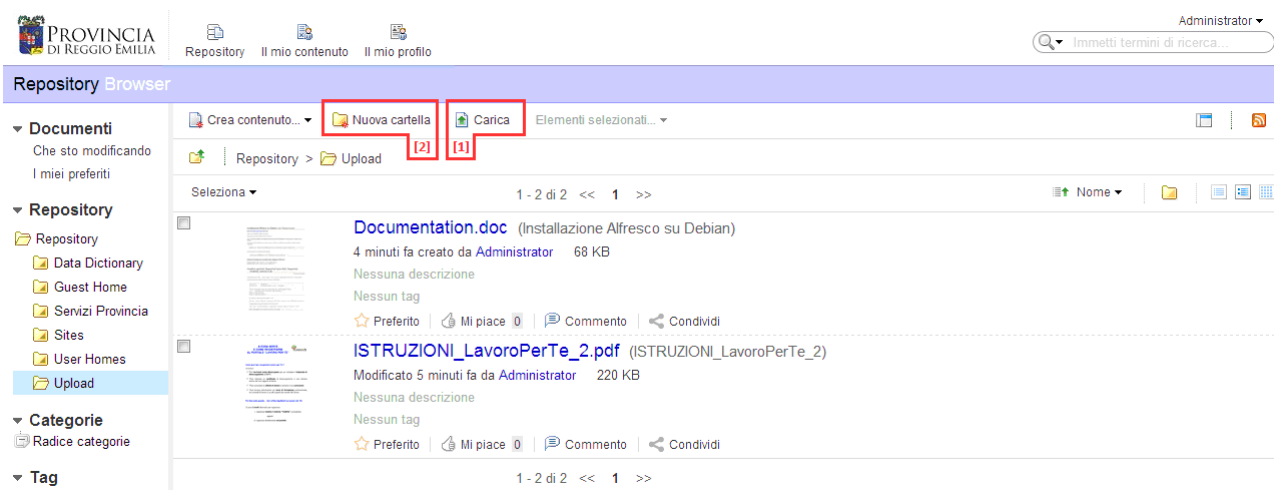 PROVINCIA
DI REGGIO EMILIA
Repository Il mio contenuto Il mio profilo
Administrator
Immetti termini di ricerca...
Repository Browser
Documenti
Che sto modificando
I miei preferiti
Repository
Repository
Data Dictionary
Guest Home
Servizi Provincia
Sites
User Homes
Upload
Categorie
Radice categorie
Tag
Crea contenuto... Nuova cartella Carica Elementi selezionati...
[2] [1]
Repository > Upload
Seleziona 1 - 2 di 2 << 1 >> Nome
Documentation.doc (Installazione Alfresco su Debian)
4 minuti fa creato da Administrator 68 KB
Nessuna descrizione
Nessun tag
Preferito Mi piace 0 Commento Condividi
ISTRUZIONI_LavoroPerTe_2.pdf (ISTRUZIONI_LavoroPerTe_2)
Modificato 5 minuti fa da Administrator 220 KB
Nessuna descrizione
Nessun tag
Preferito Mi piace 0 Commento Condividi
1 - 2 di 2 << 1 >>